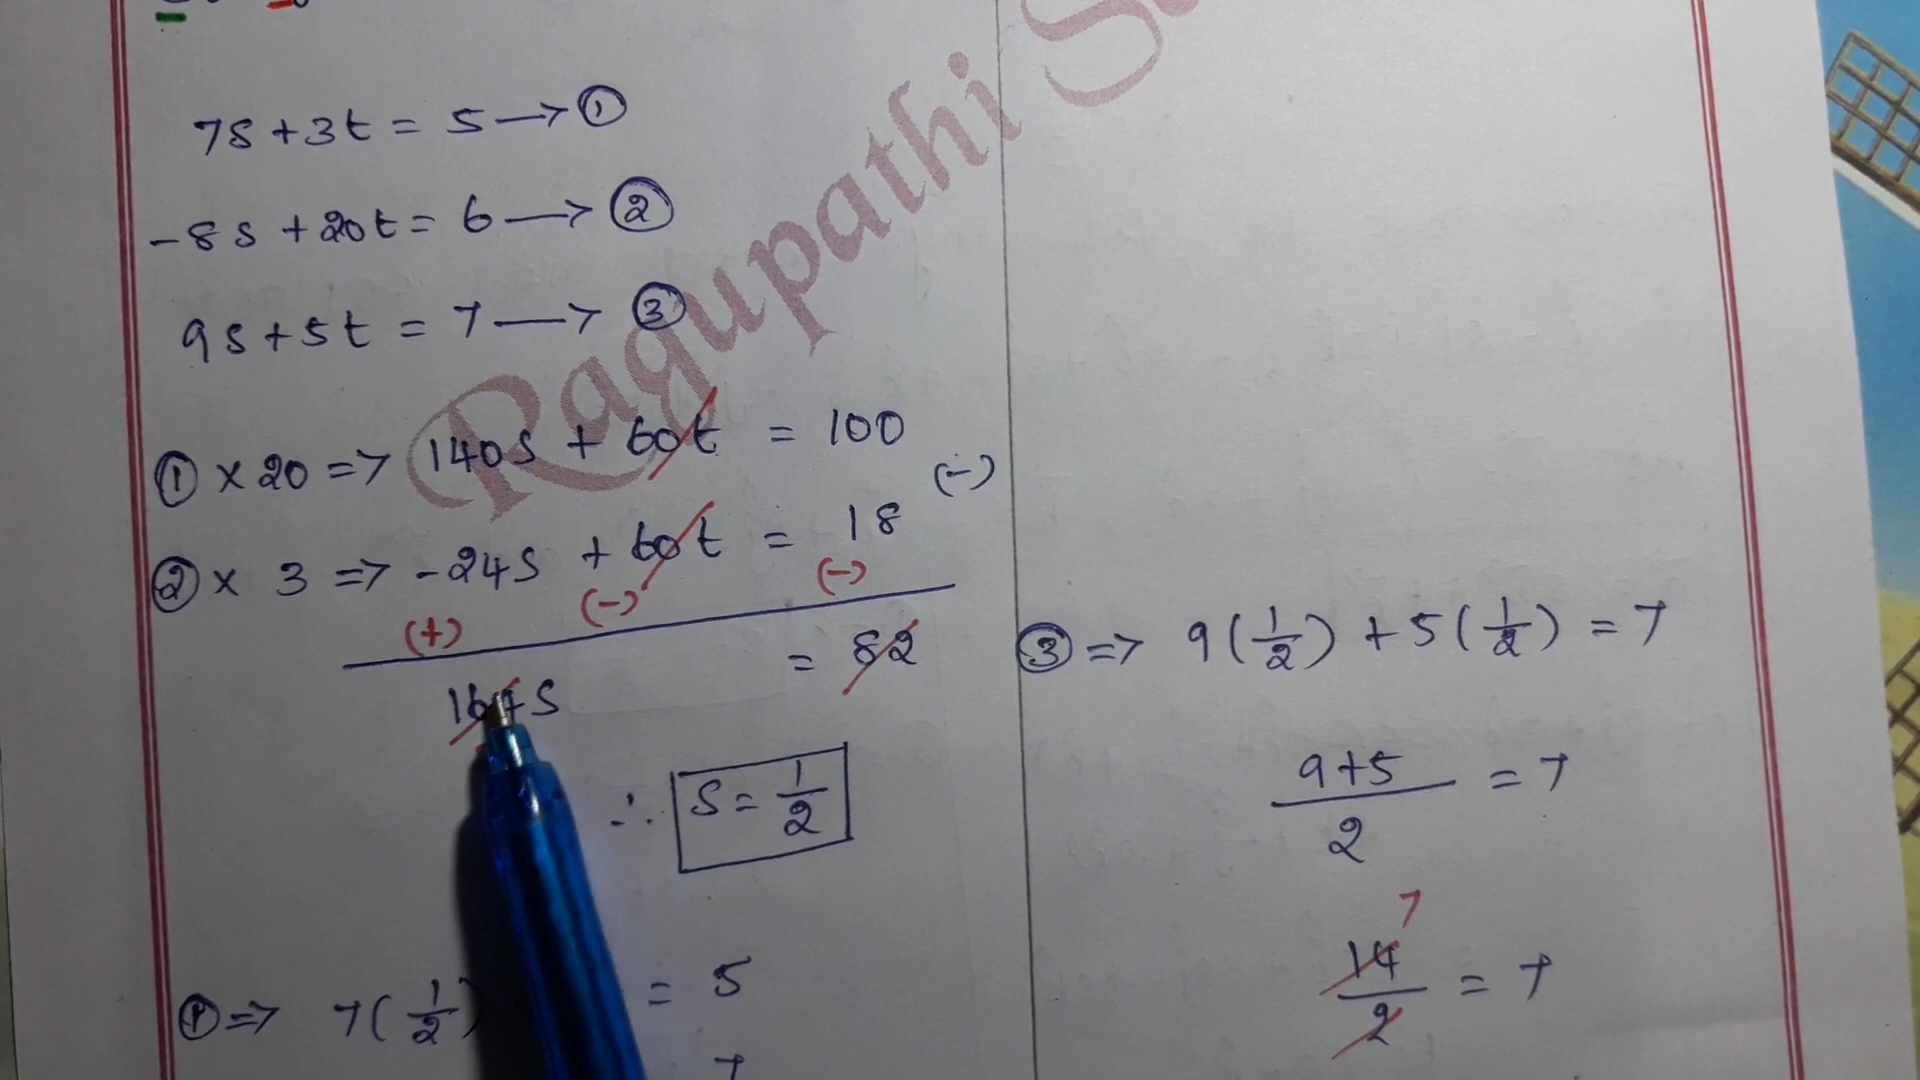 7s + 3t = 5 → ①
-8s + 20t = 6 → ②
9s + 5t = 7 → ③
① × 20 ⇒ 140s + 60t = 100
(-)
② × 3 ⇒ -24s + 60t = 18
(+) (-) (-)
164s = 82
∴ s = 1/2
① ⇒ 7(1/2) = 5
③ ⇒ 9(1/2) + 5(1/2) = 7
9+5/2 = 7
7
14/2 = 7
Ragupathi